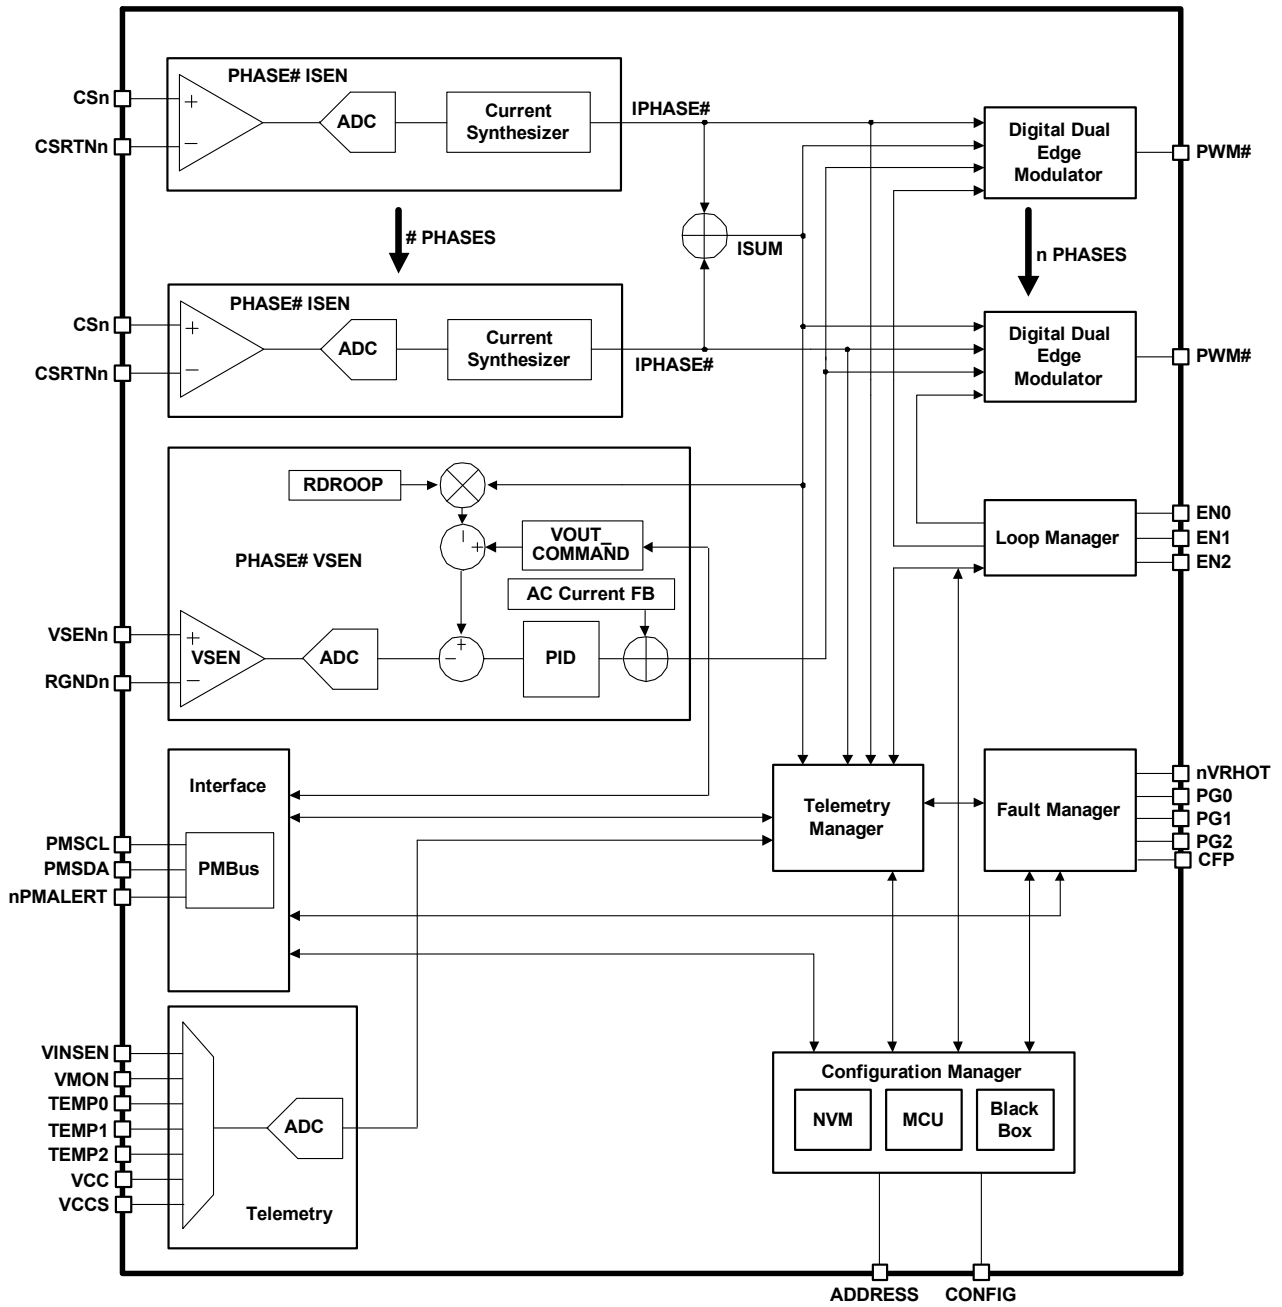 PHASE# ISEN
CSn
+
ADC
Current
Synthesizer
IPHASE#
Digital Dual
Edge
Modulator
CSRTNn
−
PWM#
# PHASES
ISUM
n PHASES
PHASE# ISEN
CSn
+
ADC
Current
Synthesizer
IPHASE#
Digital Dual
Edge
Modulator
CSRTNn
−
PWM#
RDROOP
VOUT_
COMMAND
−
+
PHASE# VSEN
AC Current FB
Loop Manager
EN0
EN1
EN2
VSENn
+
VSEN
−
RGNDn
ADC
+
−
PID
Interface
PMBus
PMSCL
PMSDA
nPMALERT
Telemetry
Manager
Fault Manager
nVRHOT
PG0
PG1
PG2
CFP
VINSEN
VMON
TEMP0
TEMP1
TEMP2
VCC
VCCS
ADC
Telemetry
Configuration Manager
NVM
MCU
Black
Box
ADDRESS
CONFIG